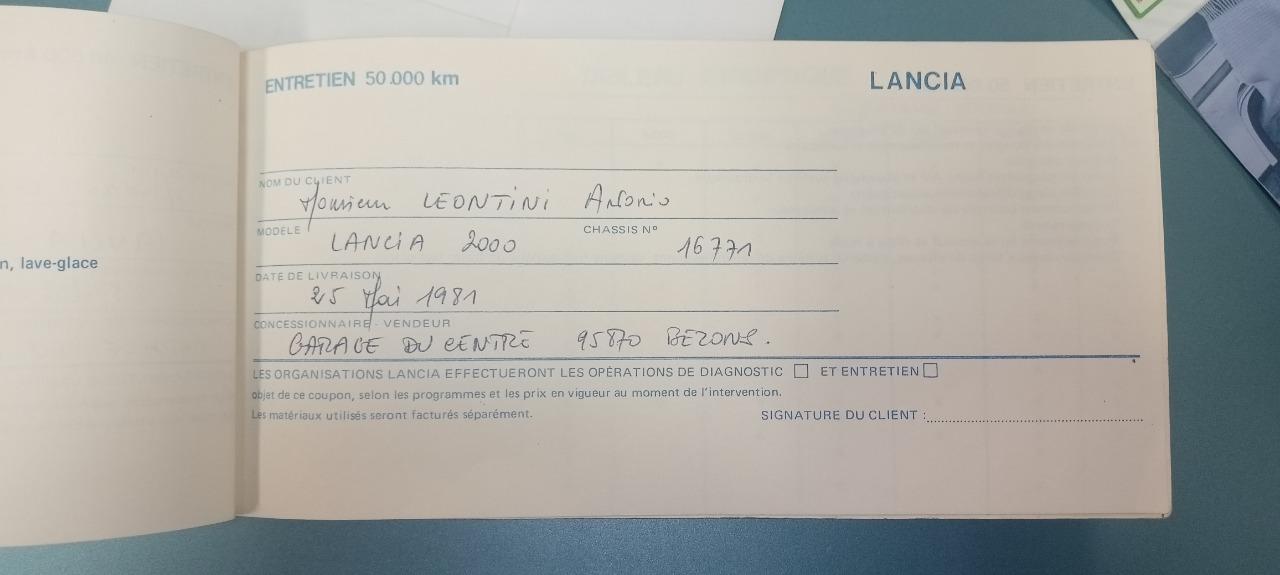 n, lave-glace
ENTRETIEN 50.000 km
LANCIA
NOM DU CLIENT
Monsieur LEONTINI Antonio
MODÈLE
LANCIA 2000
CHASSIS N°
16771
DATE DE LIVRAISON
25 Mai 1981
CONCESSIONNAIRE - VENDEUR
GARAGE DU CENTRE 95870 BEZONS.
LES ORGANISATIONS LANCIA EFFECTUERONT LES OPÉRATIONS DE DIAGNOSTIC ☐ ET ENTRETIEN ☐
objet de ce coupon, selon les programmes et les prix en vigueur au moment de l'intervention.
Les matériaux utilisés seront facturés séparément.
SIGNATURE DU CLIENT :